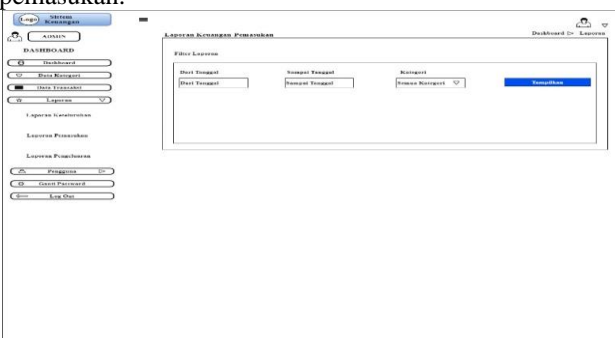 pemasukan.
Logo
Sistem
Keuangan
ADMIN
DASHBOARD
Dashboard
Data Kategori
Data Transaksi
Laporan
Laporan Keseluruhan
Laporan Pemasukan
Laporan Pengeluaran
Pengguna
Ganti Password
Log Out
Laporan Keuangan Pemasukan
Dashboard Laporan
Filter Laporan
Dari Tanggal Sampai Tanggal Kategori
Dari Tanggal Sampai Tanggal Semua Kategori Tampilkan